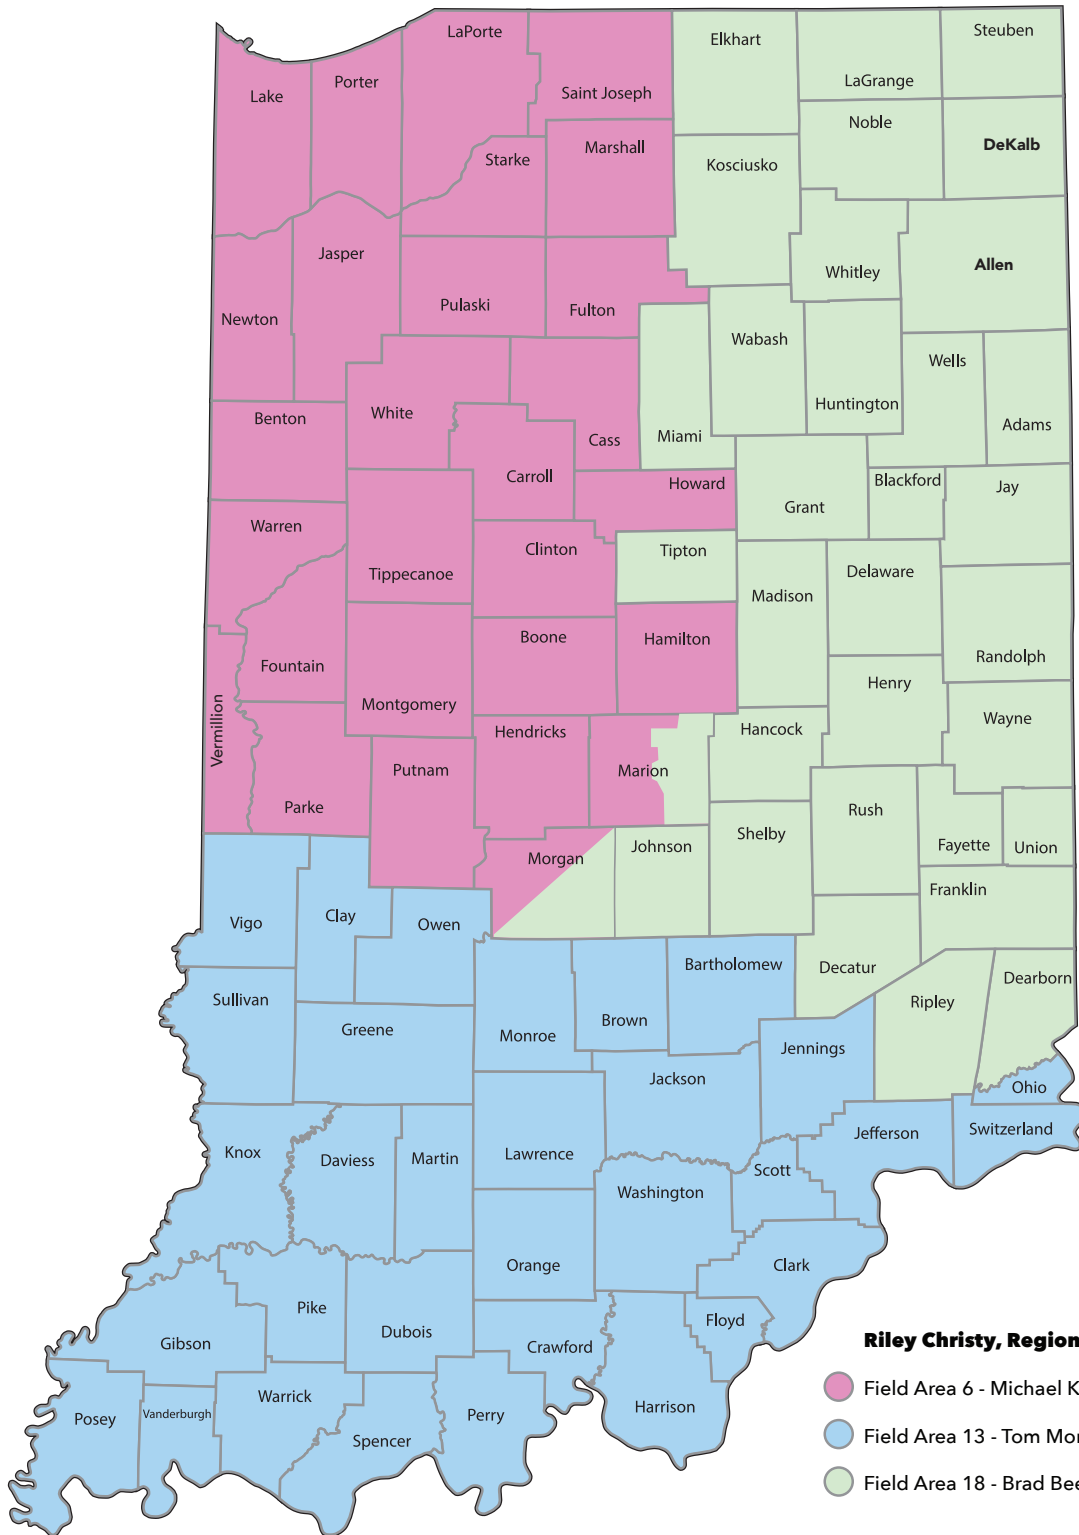 LaPorte
Steuben
Elkhart
LaGrange
Porter
Lake
Saint Joseph
Noble
DeKalb
Marshall
Starke
Kosciusko
Jasper
Whitley
Allen
Pulaski
Fulton
Newton
Wabash
Wells
White
Benton
Huntington
Adams
Cass
Miami
Carroll
Howard
Blackford
Jay
Grant
Warren
Clinton
Tipton
Tippecanoe
Delaware
Madison
Boone
Hamilton
Randolph
Fountain
Henry
Montgomery
Vermillion
Hendricks
Hancock
Wayne
Putnam
Marion
Parke
Rush
Shelby
Fayette
Union
Morgan
Johnson
Franklin
Vigo
Clay
Owen
Bartholomew
Decatur
Dearborn
Sullivan
Ripley
Greene
Monroe
Brown
Jennings
Jackson
Ohio
Switzerland
Jefferson
Knox
Daviess
Martin
Lawrence
Scott
Washington
Orange
Clark
Pike
Floyd
Gibson
Dubois
Crawford
Warrick
Posey
Vanderburgh
Perry
Harrison
Spencer
Riley Christy, Region
Field Area 6 - Michael K
Field Area 13 - Tom Mor
Field Area 18 - Brad Bee